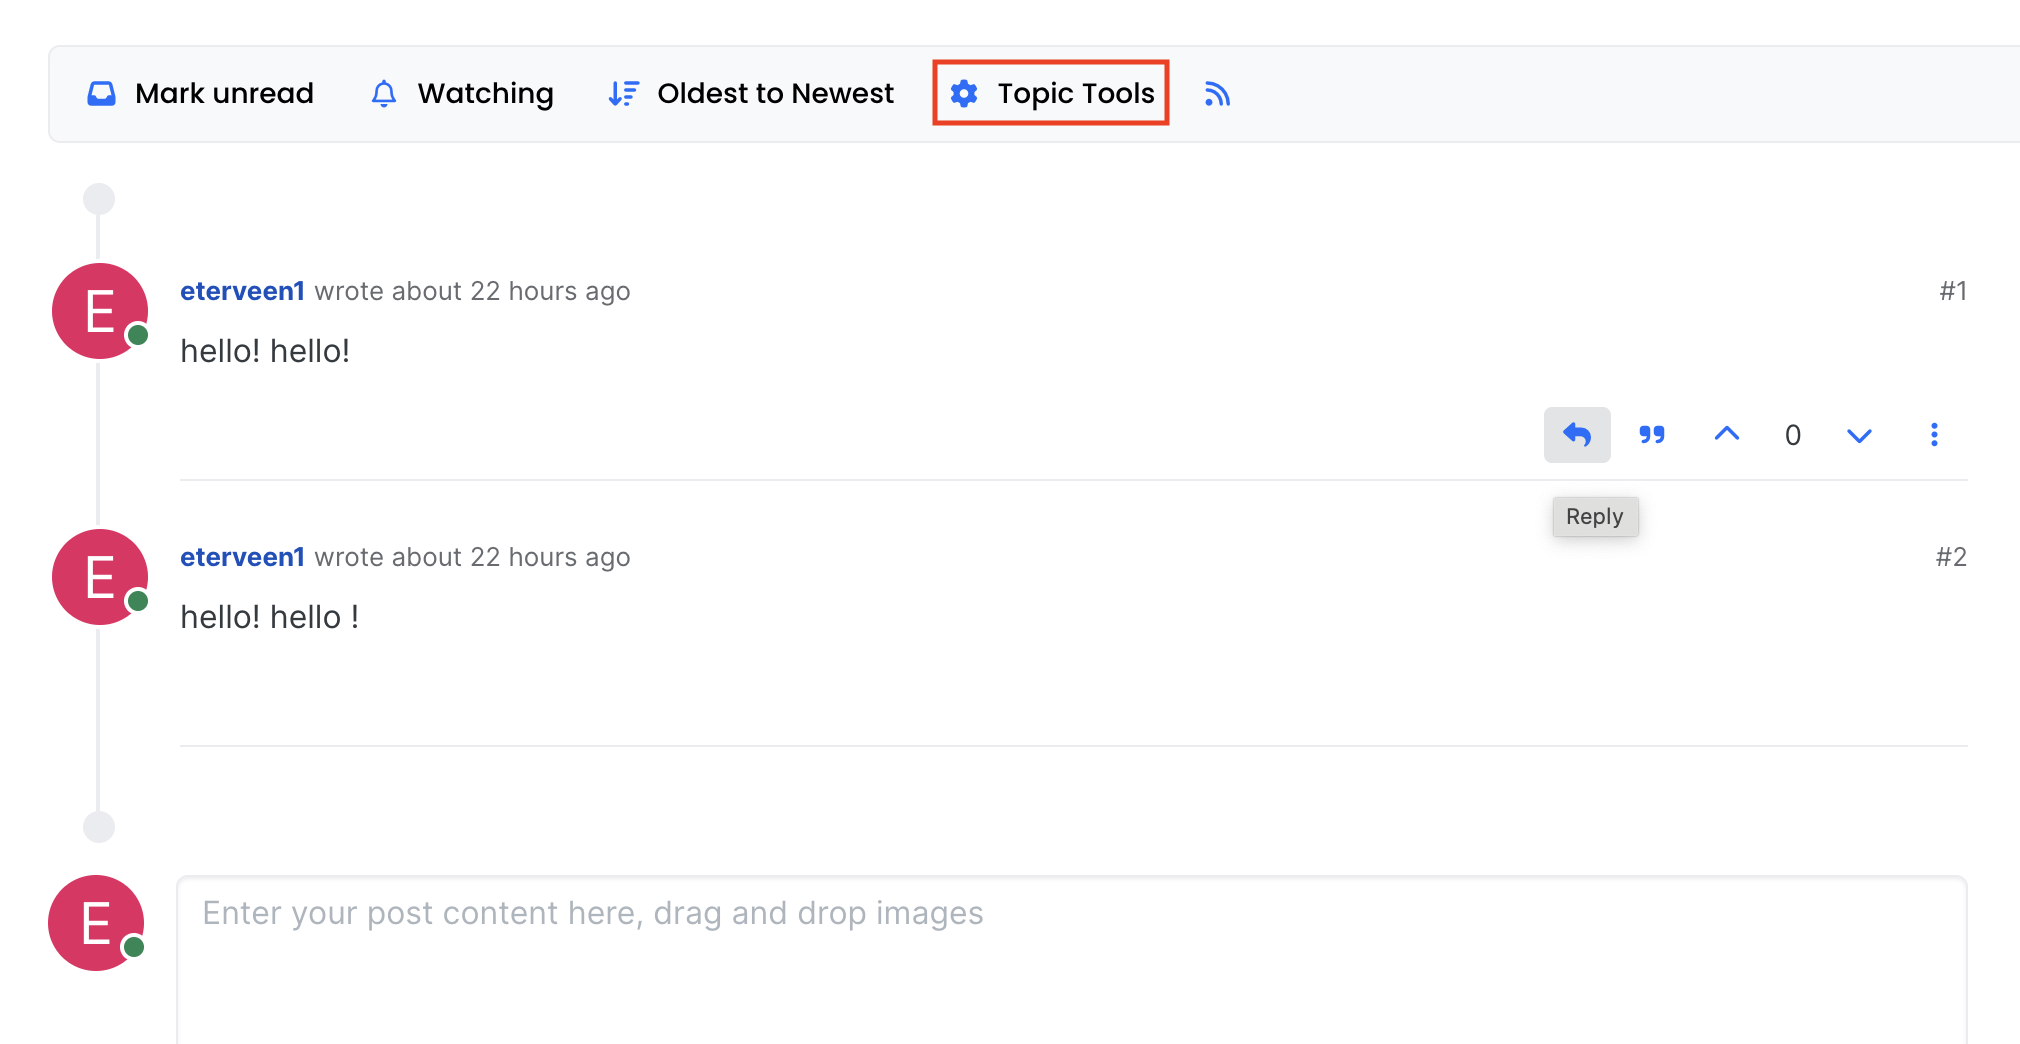 Mark unread Watching Oldest to Newest Topic Tools
E
eterveen1 wrote about 22 hours ago #1
hello! hello!
0
Reply
E
eterveen1 wrote about 22 hours ago #2
hello! hello !
E
Enter your post content here, drag and drop images